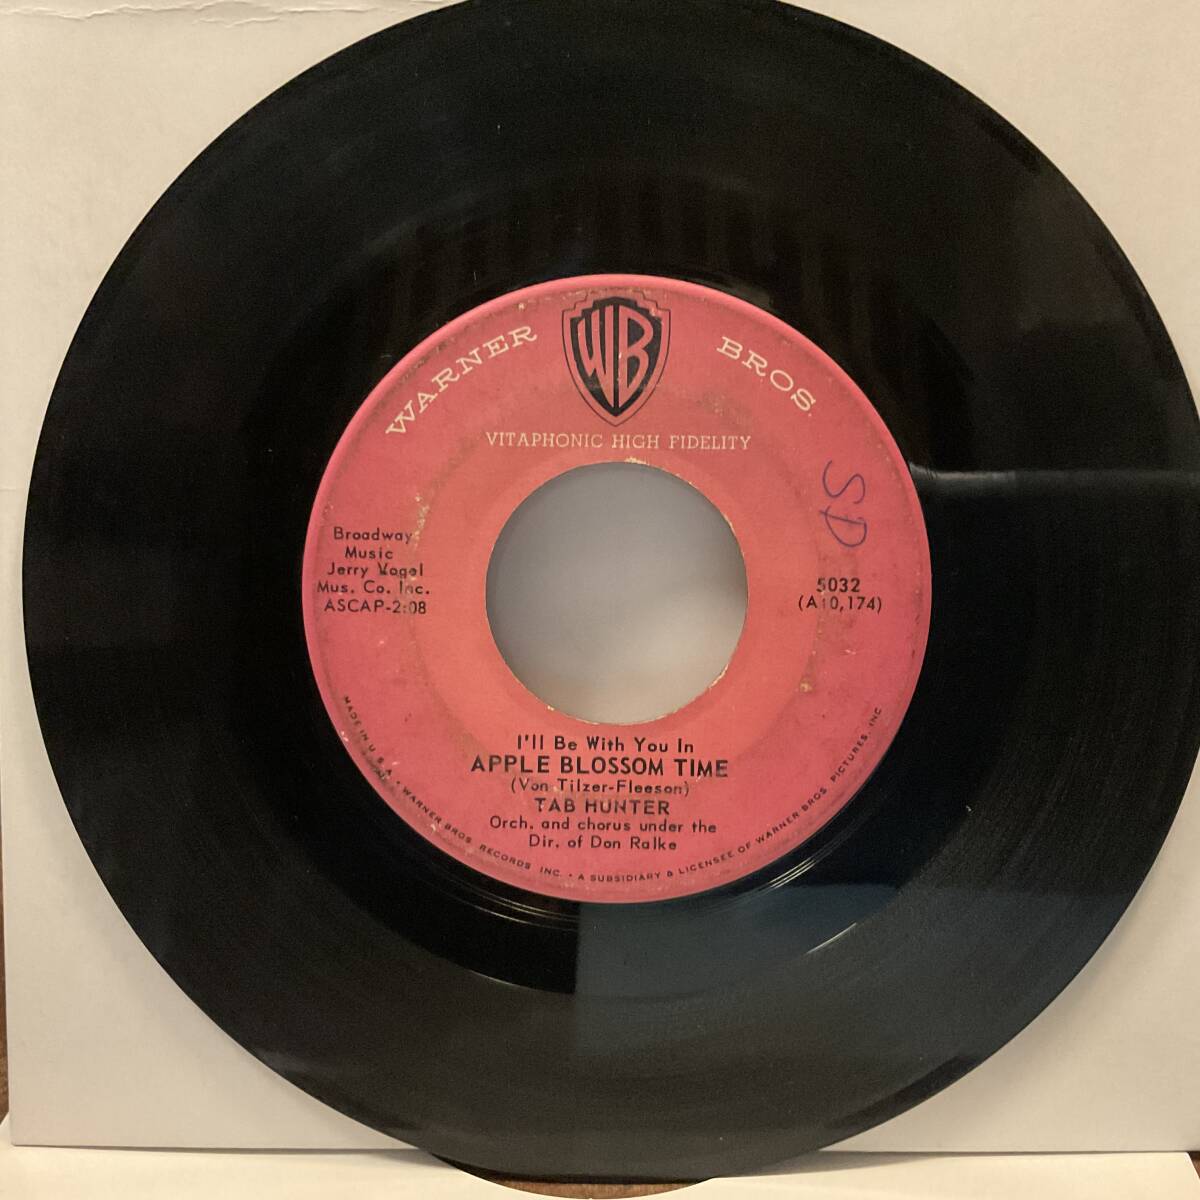 WARNER BROS.
WB
VITAPHONIC HIGH FIDELITY
SD
Broadway
Music
Jerry Vogel
Mus. Co. Inc.
ASCAP-2:08
5032
(A10,174)
I'll Be With You In
APPLE BLOSSOM TIME
(Von Tilzer-Fleeson)
TAB HUNTER
Orch. and chorus under the
Dir. of Don Ralke
MADE IN U.S.A. • WARNER BROS. RECORDS INC. • A SUBSIDIARY & LICENSEE OF WARNER BROS. PICTURES, INC.